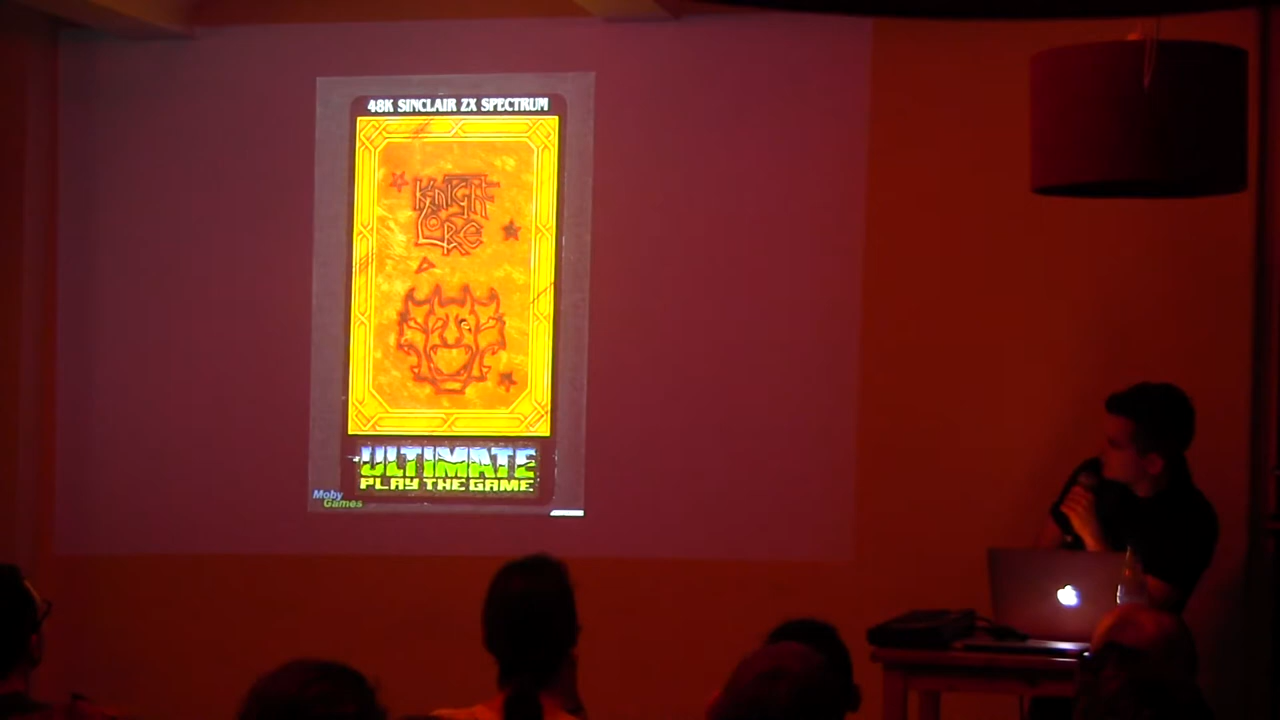 48K SINCLAIR ZX SPECTRUM
KNIGHT
LORE
ULTIMATE
PLAY THE GAME
Moby
Games